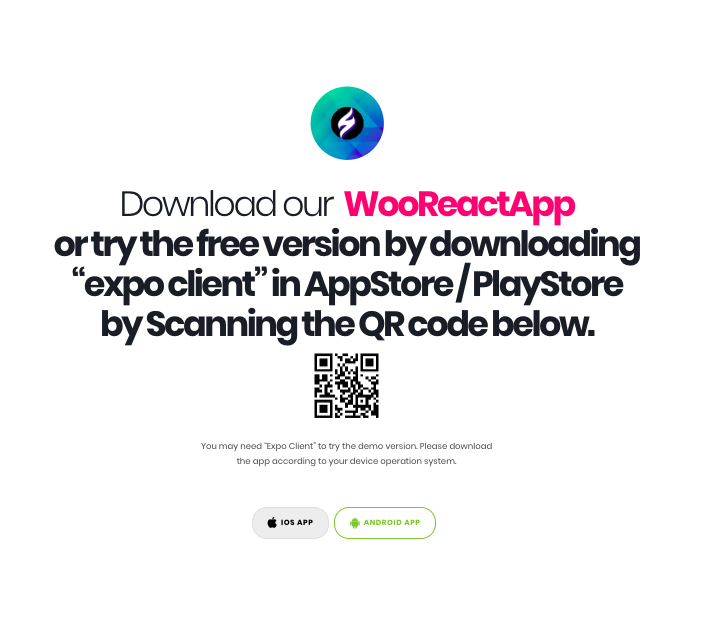 Download our WooReactApp
or try the free version by downloading
“expo client” in AppStore / PlayStore
by Scanning the QR code below.
You may need “Expo Client” to try the demo version. Please download
the app according to your device operation system.
IOS APP
ANDROID APP